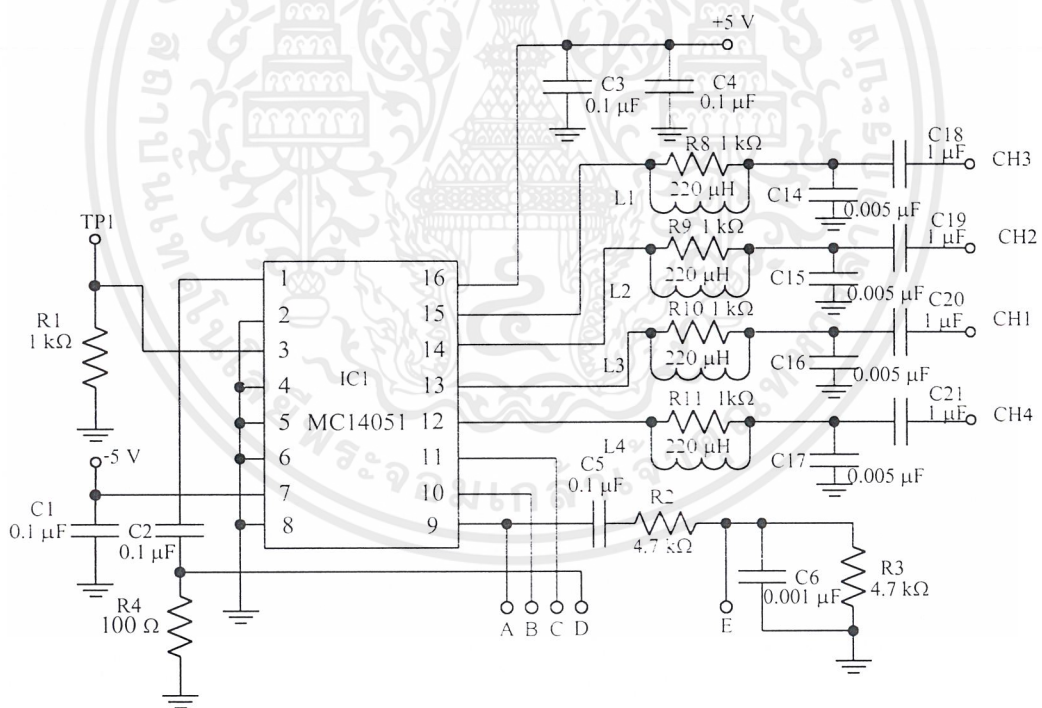 +5 V
C3
0.1 µF
C4
0.1 µF
C18
1 µF
CH3
R8 1 kΩ
220 µH
L1
C14
0.005 µF
C19
1 µF
CH2
R9 1 kΩ
220 µH
L2
C15
0.005 µF
C20
1 µF
CH1
R10 1 kΩ
220 µH
L3
C16
0.005 µF
C21
1 µF
CH4
R11 1kΩ
220 µH
L4
C17
0.005 µF
TP1
R1
1 kΩ
-5 V
C1
0.1 µF
C2
0.1 µF
R4
100 Ω
1
2
3
4
5
6
7
8
IC1
MC14051
16
15
14
13
12
11
10
9
C5
0.1 µF
R2
4.7 kΩ
C6
0.001 µF
R3
4.7 kΩ
A B C D
E